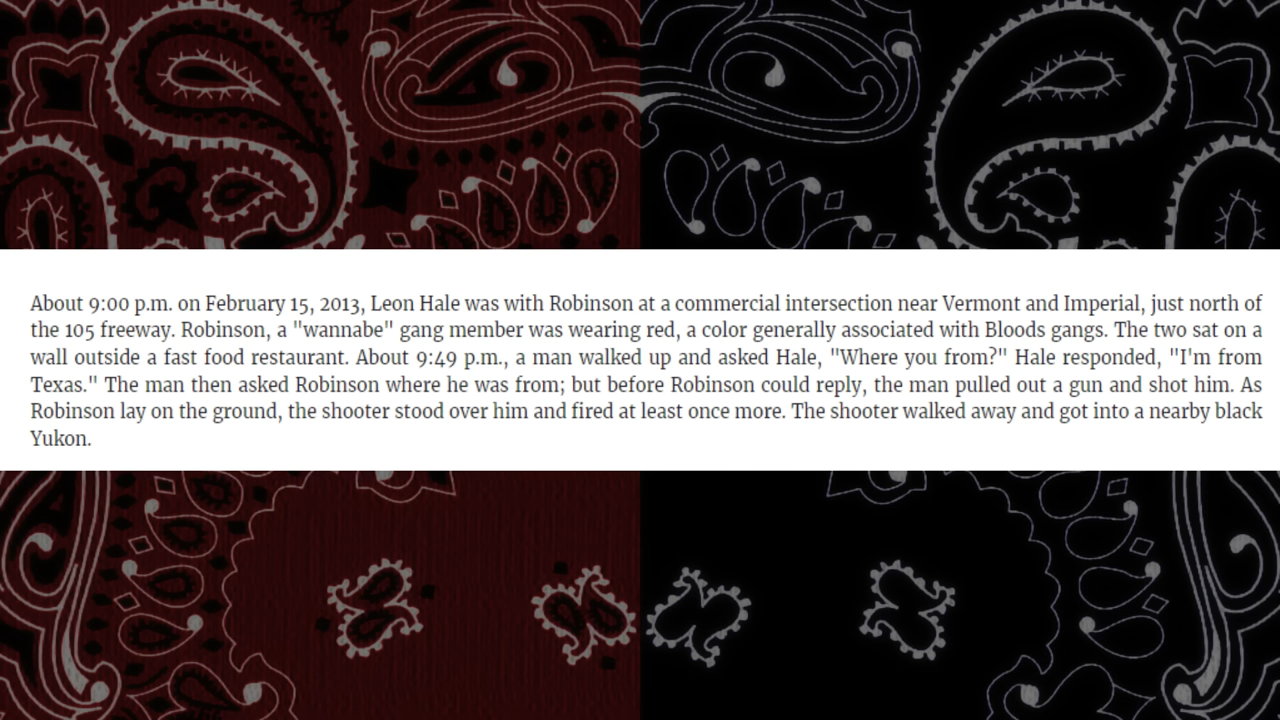 About 9:00 p.m. on February 15, 2013, Leon Hale was with Robinson at a commercial intersection near Vermont and Imperial, just north of
the 105 freeway. Robinson, a "wannabe" gang member was wearing red, a color generally associated with Bloods gangs. The two sat on a
wall outside a fast food restaurant. About 9:49 p.m., a man walked up and asked Hale, "Where you from?" Hale responded, "I'm from
Texas." The man then asked Robinson where he was from; but before Robinson could reply, the man pulled out a gun and shot him. As
Robinson lay on the ground, the shooter stood over him and fired at least once more. The shooter walked away and got into a nearby black
Yukon.